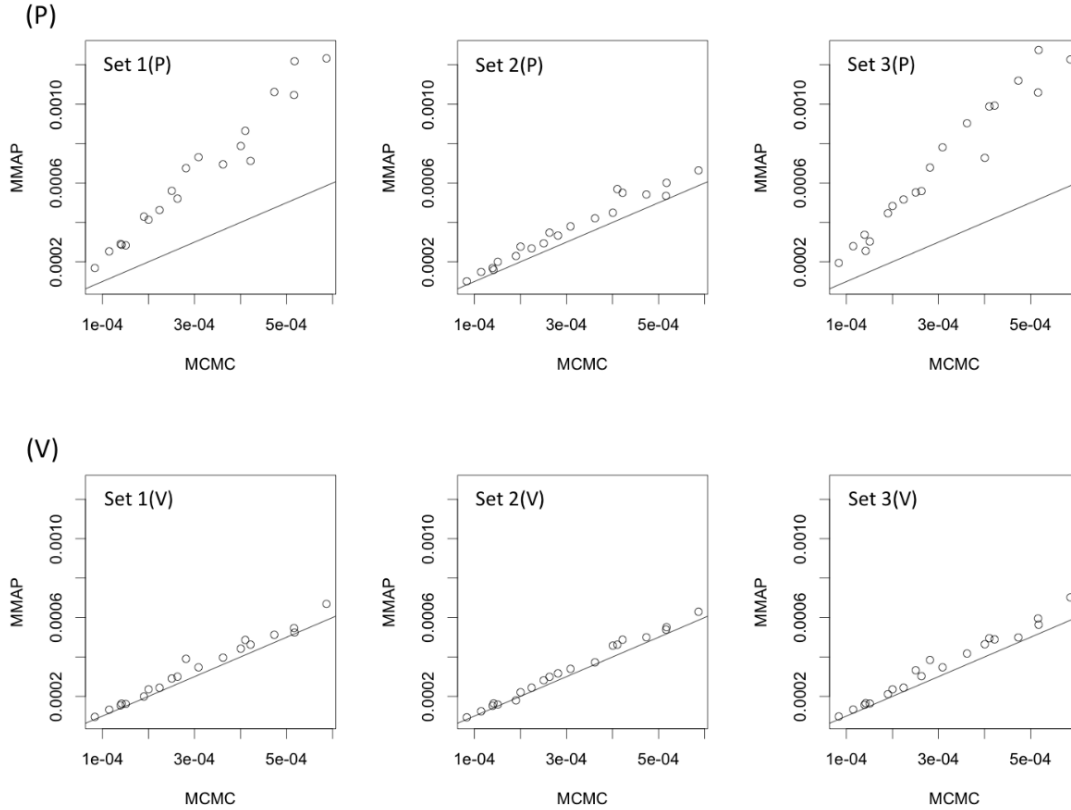 (P)
Set 1(P)
Set 2(P)
Set 3(P)
MMAP
0.0002 0.0006 0.0010
MMAP
0.0002 0.0006 0.0010
MMAP
0.0002 0.0006 0.0010
1e-04 3e-04 5e-04
1e-04 3e-04 5e-04
1e-04 3e-04 5e-04
MCMC
MCMC
MCMC
(V)
Set 1(V)
Set 2(V)
Set 3(V)
MMAP
0.0002 0.0006 0.0010
MMAP
0.0002 0.0006 0.0010
MMAP
0.0002 0.0006 0.0010
1e-04 3e-04 5e-04
1e-04 3e-04 5e-04
1e-04 3e-04 5e-04
MCMC
MCMC
MCMC